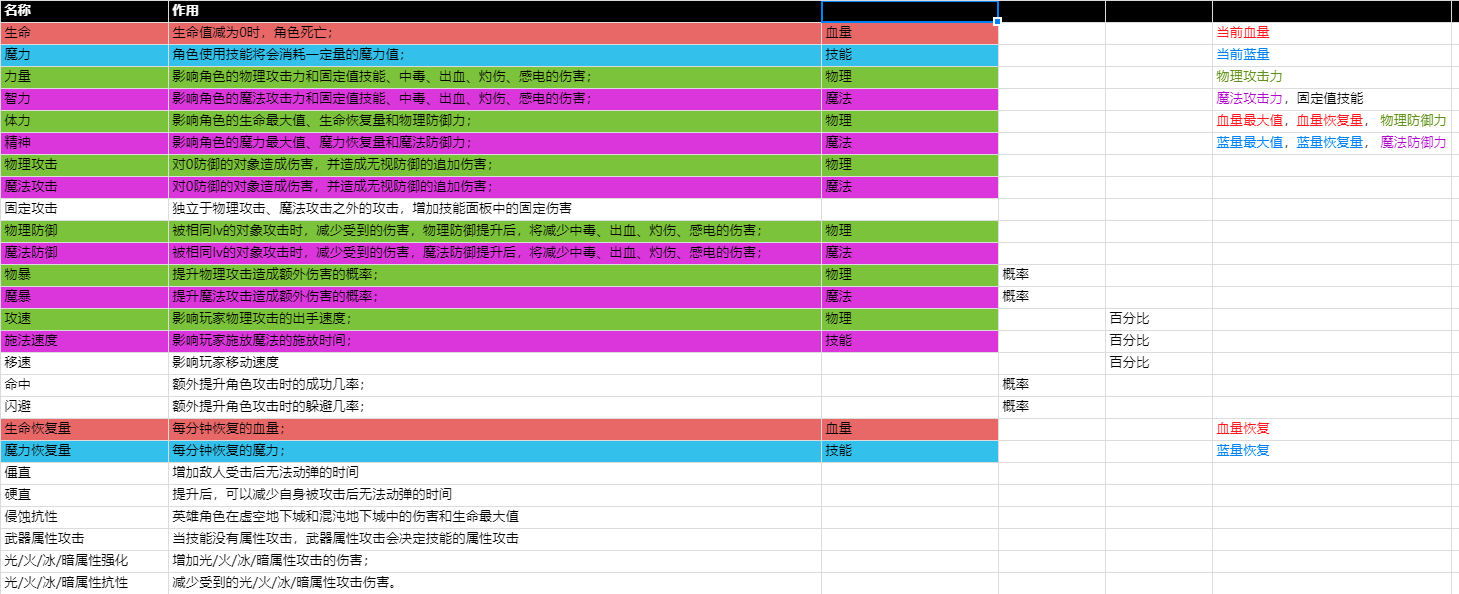 名称 作用
生命 生命值减为0时，角色死亡； 血量 当前血量
魔力 角色使用技能将会消耗一定量的魔力值； 技能 当前蓝量
力量 影响角色的物理攻击力和固定值技能、中毒、出血、灼伤、感电的伤害； 物理 物理攻击力
智力 影响角色的魔法攻击力和固定值技能、中毒、出血、灼伤、感电的伤害； 魔法 魔法攻击力，固定值技能
体力 影响角色的生命最大值、生命恢复量和物理防御力； 物理 血量最大值，血量恢复量， 物理防御力
精神 影响角色的魔力最大值、魔力恢复量和魔法防御力； 魔法 蓝量最大值，蓝量恢复量， 魔法防御力
物理攻击 对0防御的对象造成伤害，并造成无视防御的追加伤害； 物理
魔法攻击 对0防御的对象造成伤害，并造成无视防御的追加伤害； 魔法
固定攻击 独立于物理攻击、魔法攻击之外的攻击，增加技能面板中的固定伤害
物理防御 被相同lv的对象攻击时，减少受到的伤害，物理防御提升后，将减少中毒、出血、灼伤、感电的伤害； 物理
魔法防御 被相同lv的对象攻击时，减少受到的伤害，魔法防御提升后，将减少中毒、出血、灼伤、感电的伤害； 魔法
物暴 提升物理攻击造成额外伤害的概率； 物理 概率
魔暴 提升魔法攻击造成额外伤害的概率； 魔法 概率
攻速 影响玩家物理攻击的出手速度； 物理 百分比
施法速度 影响玩家施放魔法的施放时间； 技能 百分比
移速 影响玩家移动速度 百分比
命中 额外提升角色攻击时的成功几率； 概率
闪避 额外提升角色攻击时的躲避几率； 概率
生命恢复量 每分钟恢复的血量； 血量 血量恢复
魔力恢复量 每分钟恢复的魔力； 技能 蓝量恢复
僵直 增加敌人受击后无法动弹的时间
硬直 提升后，可以减少自身被攻击后无法动弹的时间
侵蚀抗性 英雄角色在虚空地下城和混沌地下城中的伤害和生命最大值
武器属性攻击 当技能没有属性攻击，武器属性攻击会决定技能的属性攻击
光/火/冰/暗属性强化 增加光/火/冰/暗属性攻击的伤害；
光/火/冰/暗属性抗性 减少受到的光/火/冰/暗属性攻击伤害。